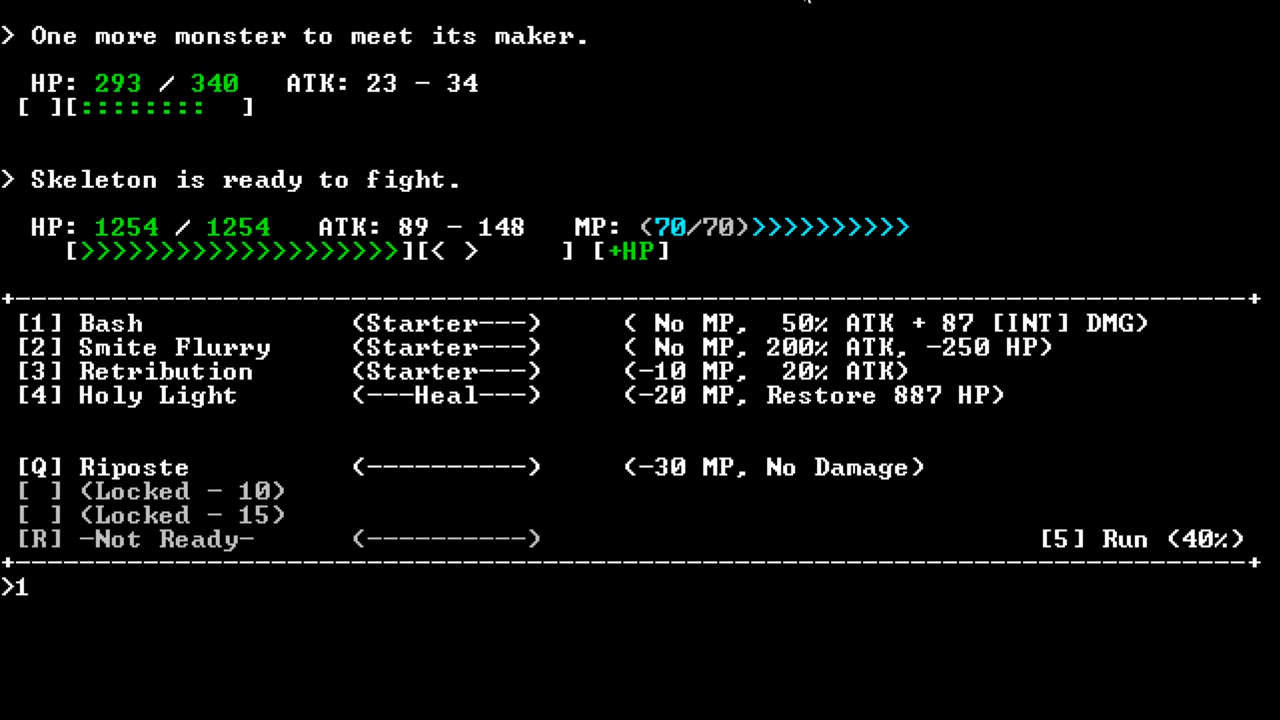 > One more monster to meet its maker.
HP: 293 / 340 ATK: 23 - 34
[ ][:::::::: ]
> Skeleton is ready to fight.
HP: 1254 / 1254 ATK: 89 - 148 MP: (70/70)>>>>>>>>>>
[>>>>>>>>>>>>>>>>>>>>][< > ] [+HP]
+------------------------------------------------------------------------------+
[1] Bash (Starter---) ( No MP, 50% ATK + 87 [INT] DMG)
[2] Smite Flurry (Starter---) ( No MP, 200% ATK, -250 HP)
[3] Retribution (Starter---) (-10 MP, 20% ATK)
[4] Holy Light (---Heal---) (-20 MP, Restore 887 HP)
[Q] Riposte (----------) (-30 MP, No Damage)
[ ] (Locked - 10)
[ ] (Locked - 15)
[R] -Not Ready- (----------) [5] Run (40%)
+------------------------------------------------------------------------------+
>1